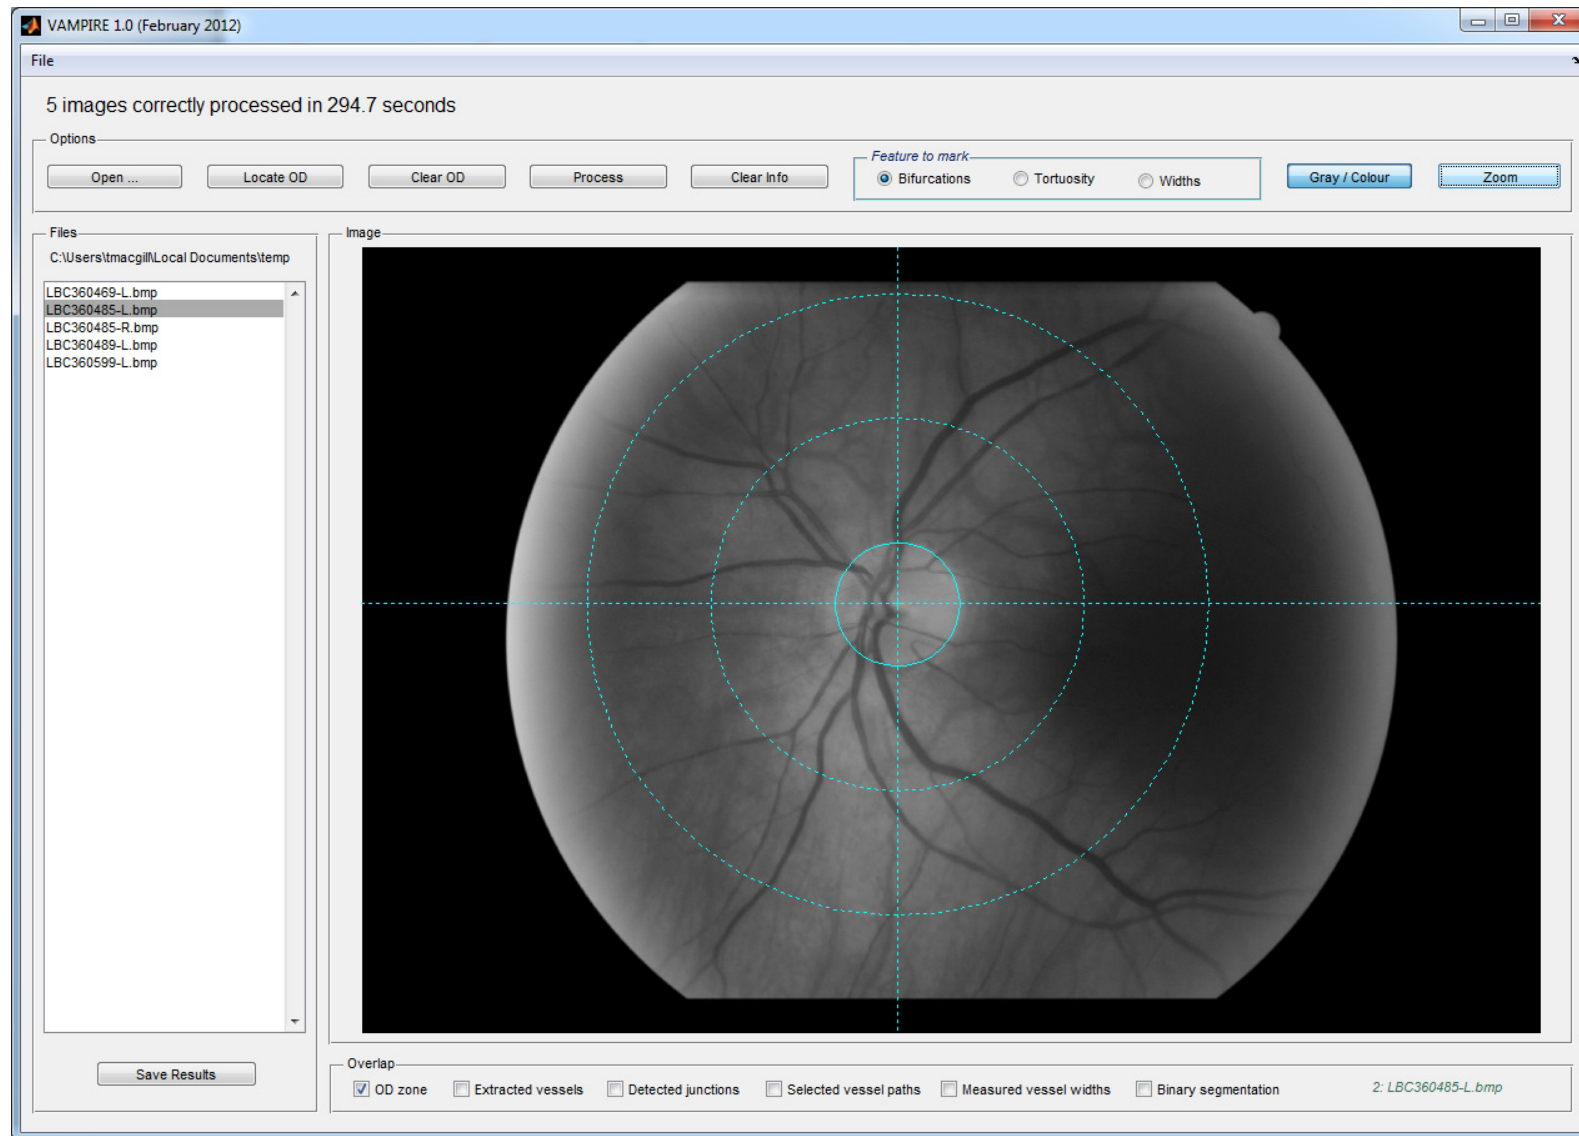 VAMPIRE 1.0 (February 2012)
File
5 images correctly processed in 294.7 seconds
Options
Open ...
Locate OD
Clear OD
Process
Clear Info
Feature to mark
Bifurcations
Tortuosity
Widths
Gray / Colour
Zoom
Files
C:\Users\tmacgill\Local Documents\temp
LBC360469-L.bmp
LBC360485-L.bmp
LBC360485-R.bmp
LBC360489-L.bmp
LBC360599-L.bmp
Save Results
Image
Overlap
OD zone
Extracted vessels
Detected junctions
Selected vessel paths
Measured vessel widths
Binary segmentation
2: LBC360485-L.bmp